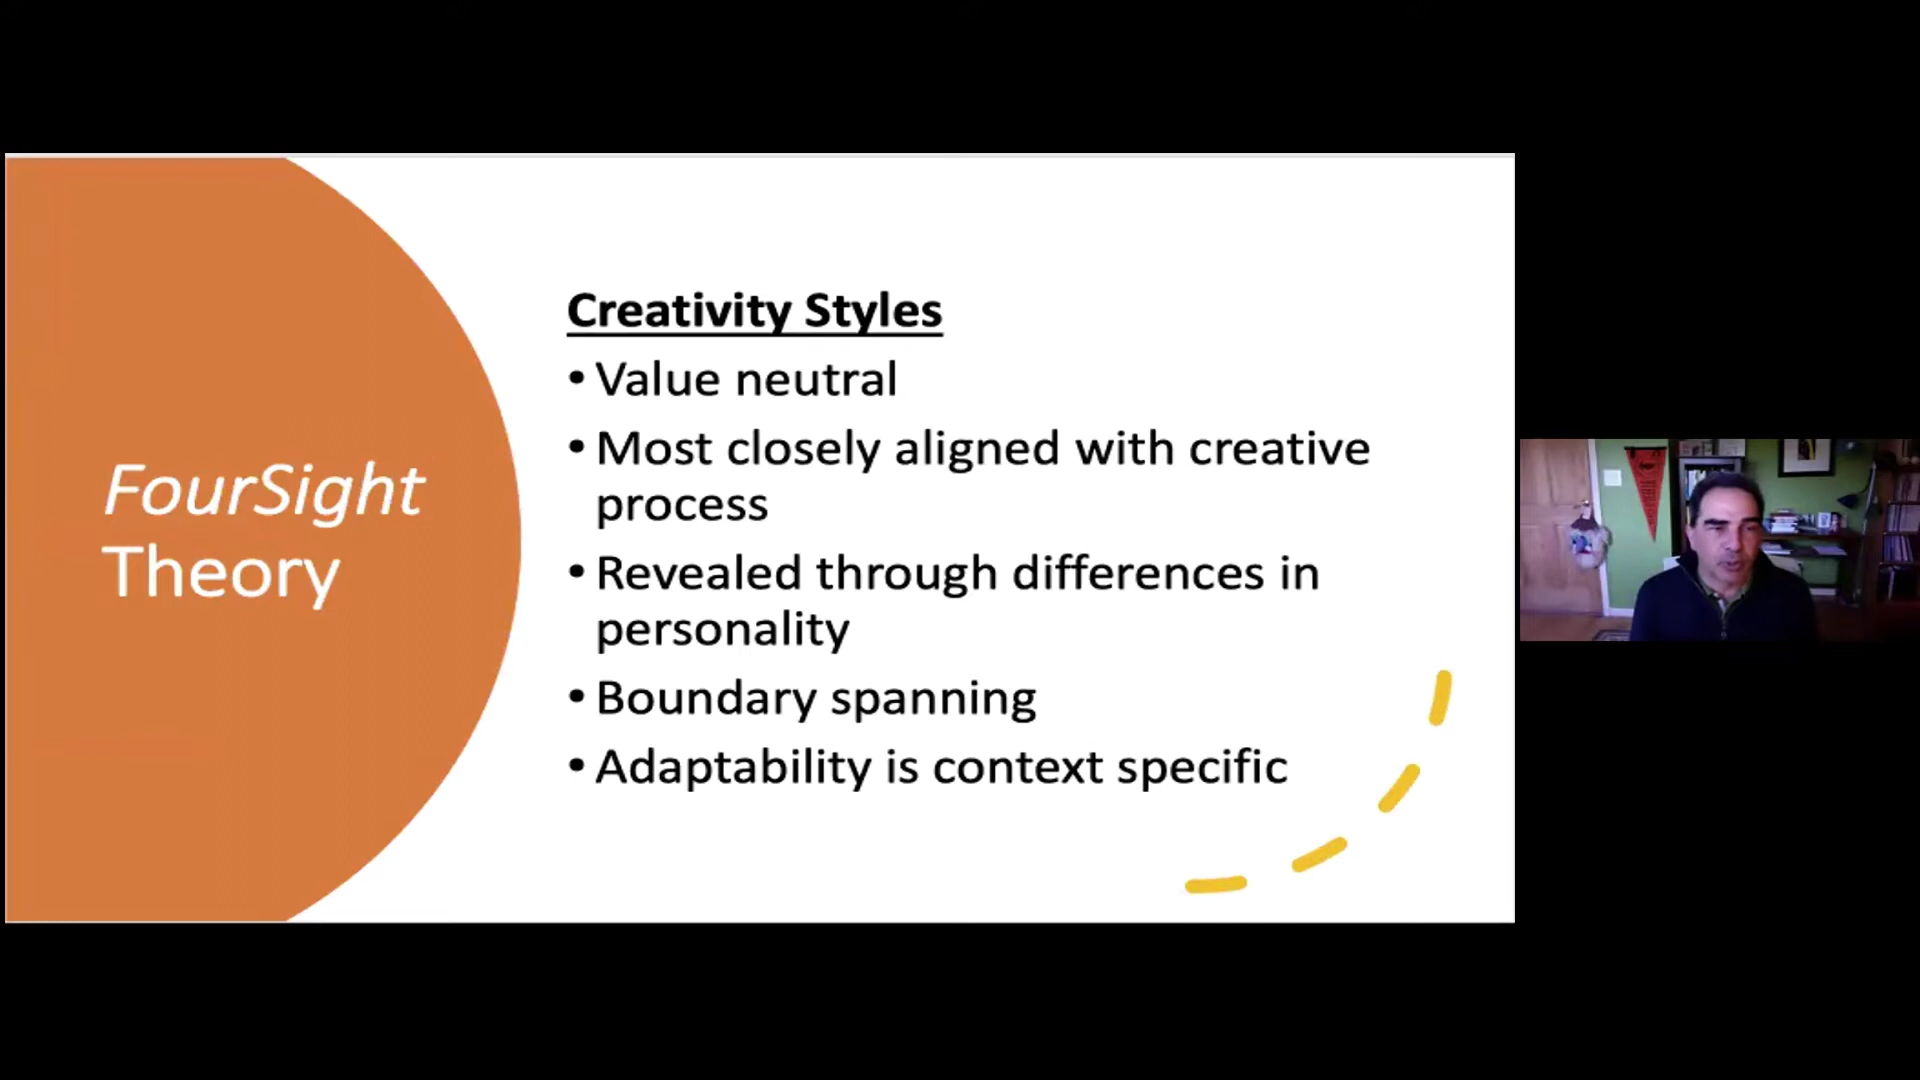 FourSight
Theory
Creativity Styles
• Value neutral
• Most closely aligned with creative
process
• Revealed through differences in
personality
• Boundary spanning
• Adaptability is context specific